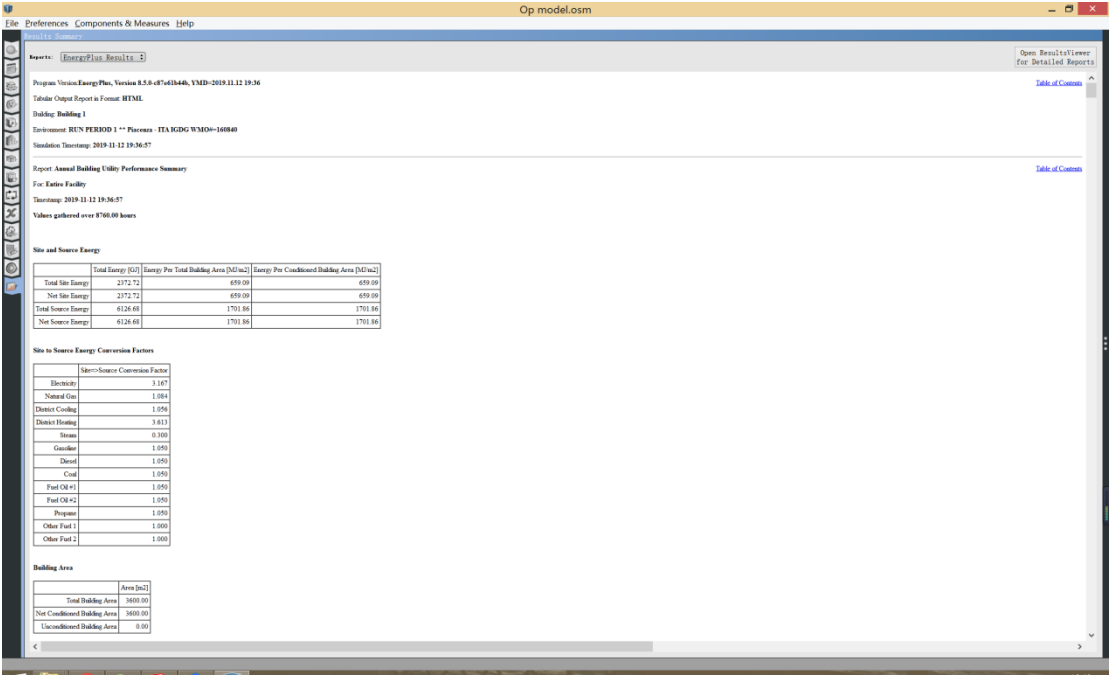 Op model.osm
File Preferences Components & Measures Help
Results Summary
Reports: EnergyPlus Results
Open ResultsViewer
for Detailed Reports
Program Version:EnergyPlus, Version 8.5.0-c87e61b44b, YMD=2019.11.12 19:36
Table of Contents
Tabular Output Report in Format: HTML
Building: Building 1
Environment: RUN PERIOD 1 ** Piacenza - ITA IGDG WMO#=160840
Simulation Timestamp: 2019-11-12 19:36:57
Report: Annual Building Utility Performance Summary
Table of Contents
For: Entire Facility
Timestamp: 2019-11-12 19:36:57
Values gathered over 8760.00 hours
Site and Source Energy
Total Energy [GJ] Energy Per Total Building Area [MJ/m2] Energy Per Conditioned Building Area [MJ/m2]
Total Site Energy 2372.72 659.09 659.09
Net Site Energy 2372.72 659.09 659.09
Total Source Energy 6126.68 1701.86 1701.86
Net Source Energy 6126.68 1701.86 1701.86
Site to Source Energy Conversion Factors
Site=>Source Conversion Factor
Electricity 3.167
Natural Gas 1.084
District Cooling 1.056
District Heating 3.613
Steam 0.300
Gasoline 1.050
Diesel 1.050
Coal 1.050
Fuel Oil #1 1.050
Fuel Oil #2 1.050
Propane 1.050
Other Fuel 1 1.000
Other Fuel 2 1.000
Building Area
Area [m2]
Total Building Area 3600.00
Net Conditioned Building Area 3600.00
Unconditioned Building Area 0.00